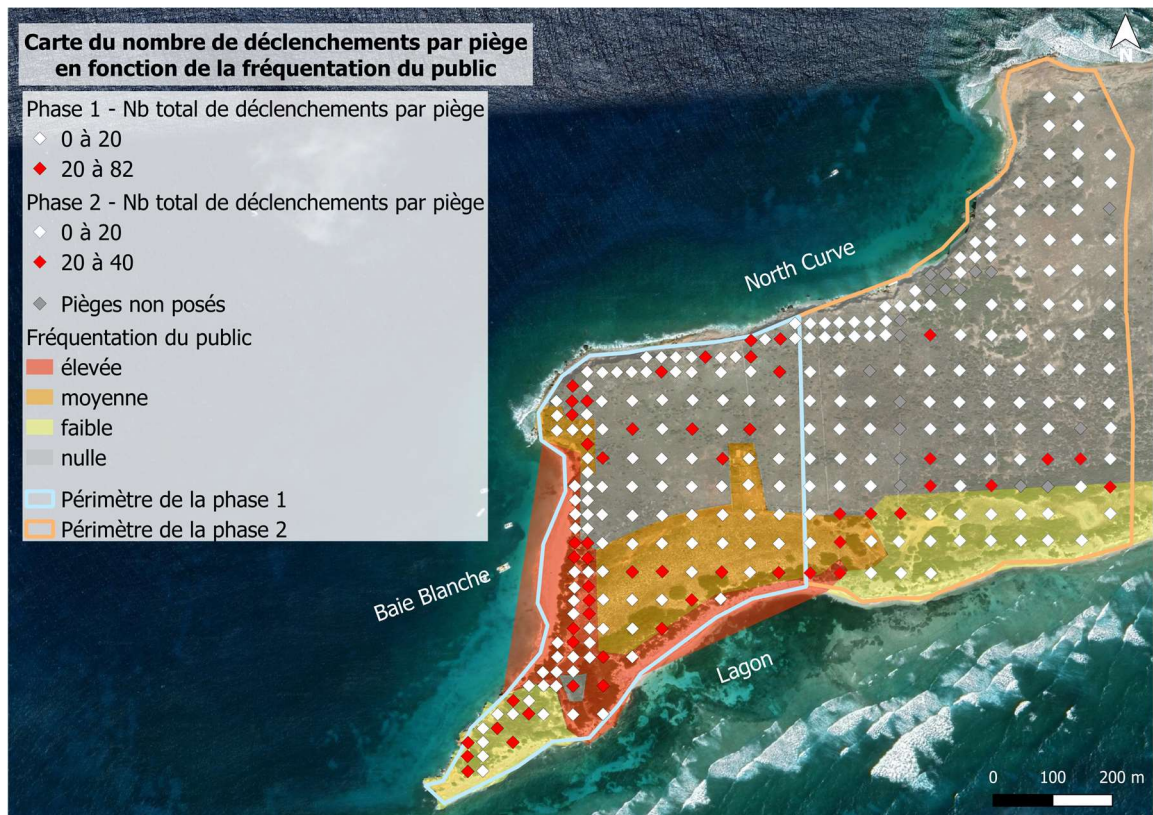 Carte du nombre de déclenchements par piège
en fonction de la fréquentation du public
Phase 1 - Nb total de déclenchements par piège
0 à 20
20 à 82
Phase 2 - Nb total de déclenchements par piège
0 à 20
20 à 40
Pièges non posés
Fréquentation du public
élevée
moyenne
faible
nulle
Périmètre de la phase 1
Périmètre de la phase 2
N
North Curve
Baie Blanche
Lagon
0 100 200 m